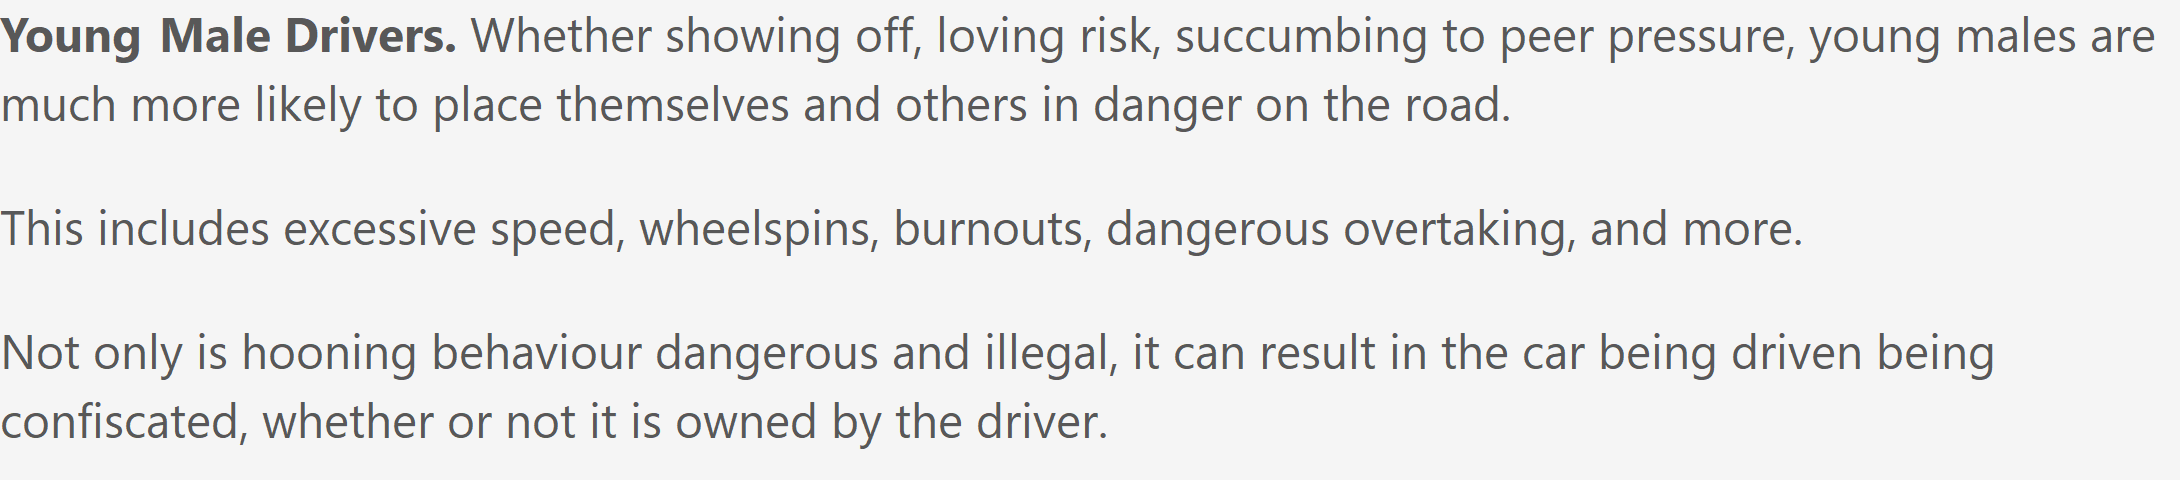 Young Male Drivers. Whether showing off, loving risk, succumbing to peer pressure, young males are
much more likely to place themselves and others in danger on the road.
This includes excessive speed, wheelspins, burnouts, dangerous overtaking, and more.
Not only is hooning behaviour dangerous and illegal, it can result in the car being driven being
confiscated, whether or not it is owned by the driver.